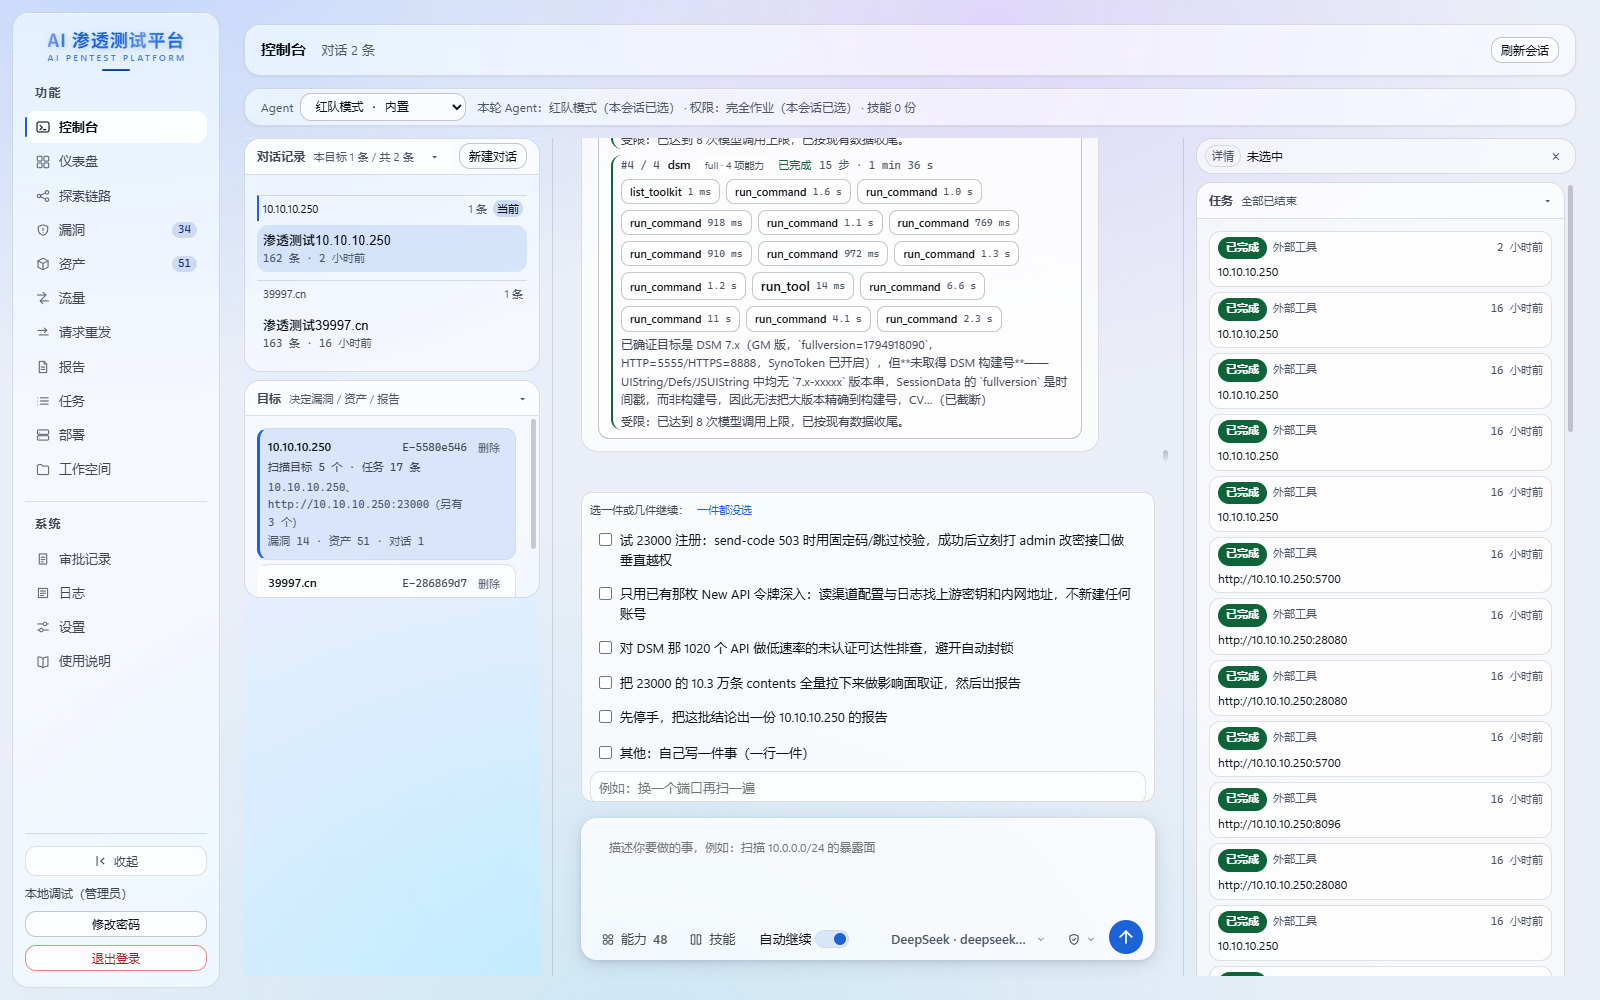 AI 渗透测试平台
AI PENTEST PLATFORM
功能
控制台
仪表盘
探索链路
漏洞 34
资产 51
流量
请求重发
报告
任务
部署
工作空间
系统
审批记录
日志
设置
使用说明
收起
本地调试（管理员）
修改密码
退出登录
控制台 对话 2 条
刷新会话
Agent 红队模式 · 内置 本轮 Agent：红队模式（本会话已选） · 权限：完全作业（本会话已选） · 技能 0 份
对话记录 本目标 1 条 / 共 2 条 新建对话
10.10.10.250 1 条 当前
渗透测试10.10.10.250
162 条 · 2 小时前
39997.cn 1 条
渗透测试39997.cn
163 条 · 16 小时前
目标 决定漏洞 / 资产 / 报告
10.10.10.250 E-5580e546 删除
扫描目标 5 个 · 任务 17 条
10.10.10.250、
http://10.10.10.250:23000（另有
3 个）
漏洞 14 · 资产 51 · 对话 1
39997.cn E-286869d7 删除
受限：已达到 8 次模型调用上限，已按现有数据收尾。
#4 / 4 dsm full · 4 项能力 已完成 15 步 · 1 min 36 s
list_toolkit 1 ms run_command 1.6 s run_command 1.0 s
run_command 918 ms run_command 1.1 s run_command 769 ms
run_command 910 ms run_command 972 ms run_command 1.3 s
run_command 1.2 s run_tool 14 ms run_command 6.6 s
run_command 11 s run_command 4.1 s run_command 2.3 s
已确证目标是 DSM 7.x（GM 版，`fullversion=1794918090`，
HTTP=5555/HTTPS=8888，SynoToken 已开启），但**未取得 DSM 构建号**——
UIString/Defs/JSUIString 中均无 `7.x-xxxxx` 版本串，SessionData 的 `fullversion` 是时
间戳，而非构建号，因此无法把大版本精确到构建号，CV...（已截断）
受限：已达到 8 次模型调用上限，已按现有数据收尾。
选一件或几件继续： 一件都没选
试 23000 注册：send-code 503 时用固定码/跳过校验，成功后立刻打 admin 改密接口做
垂直越权
只用已有那枚 New API 令牌深入：读渠道配置与日志找上游密钥和内网地址，不新建任何
账号
对 DSM 那 1020 个 API 做低速率的未认证可达性排查，避开自动封锁
把 23000 的 10.3 万条 contents 全量拉下来做影响面取证，然后出报告
先停手，把这批结论出一份 10.10.10.250 的报告
其他：自己写一件事（一行一件）
例如：换一个端口再扫一遍
描述你要做的事，例如：扫描 10.0.0.0/24 的暴露面
能力 48 技能 自动继续 DeepSeek · deepseek...
详情 未选中 ×
任务 全部已结束
已完成 外部工具 2 小时前
10.10.10.250
已完成 外部工具 16 小时前
10.10.10.250
已完成 外部工具 16 小时前
10.10.10.250
已完成 外部工具 16 小时前
10.10.10.250
已完成 外部工具 16 小时前
10.10.10.250
已完成 外部工具 16 小时前
http://10.10.10.250:5700
已完成 外部工具 16 小时前
http://10.10.10.250:28080
已完成 外部工具 16 小时前
http://10.10.10.250:28080
已完成 外部工具 16 小时前
http://10.10.10.250:5700
已完成 外部工具 16 小时前
http://10.10.10.250:8096
已完成 外部工具 16 小时前
http://10.10.10.250:28080
已完成 外部工具 16 小时前
10.10.10.250